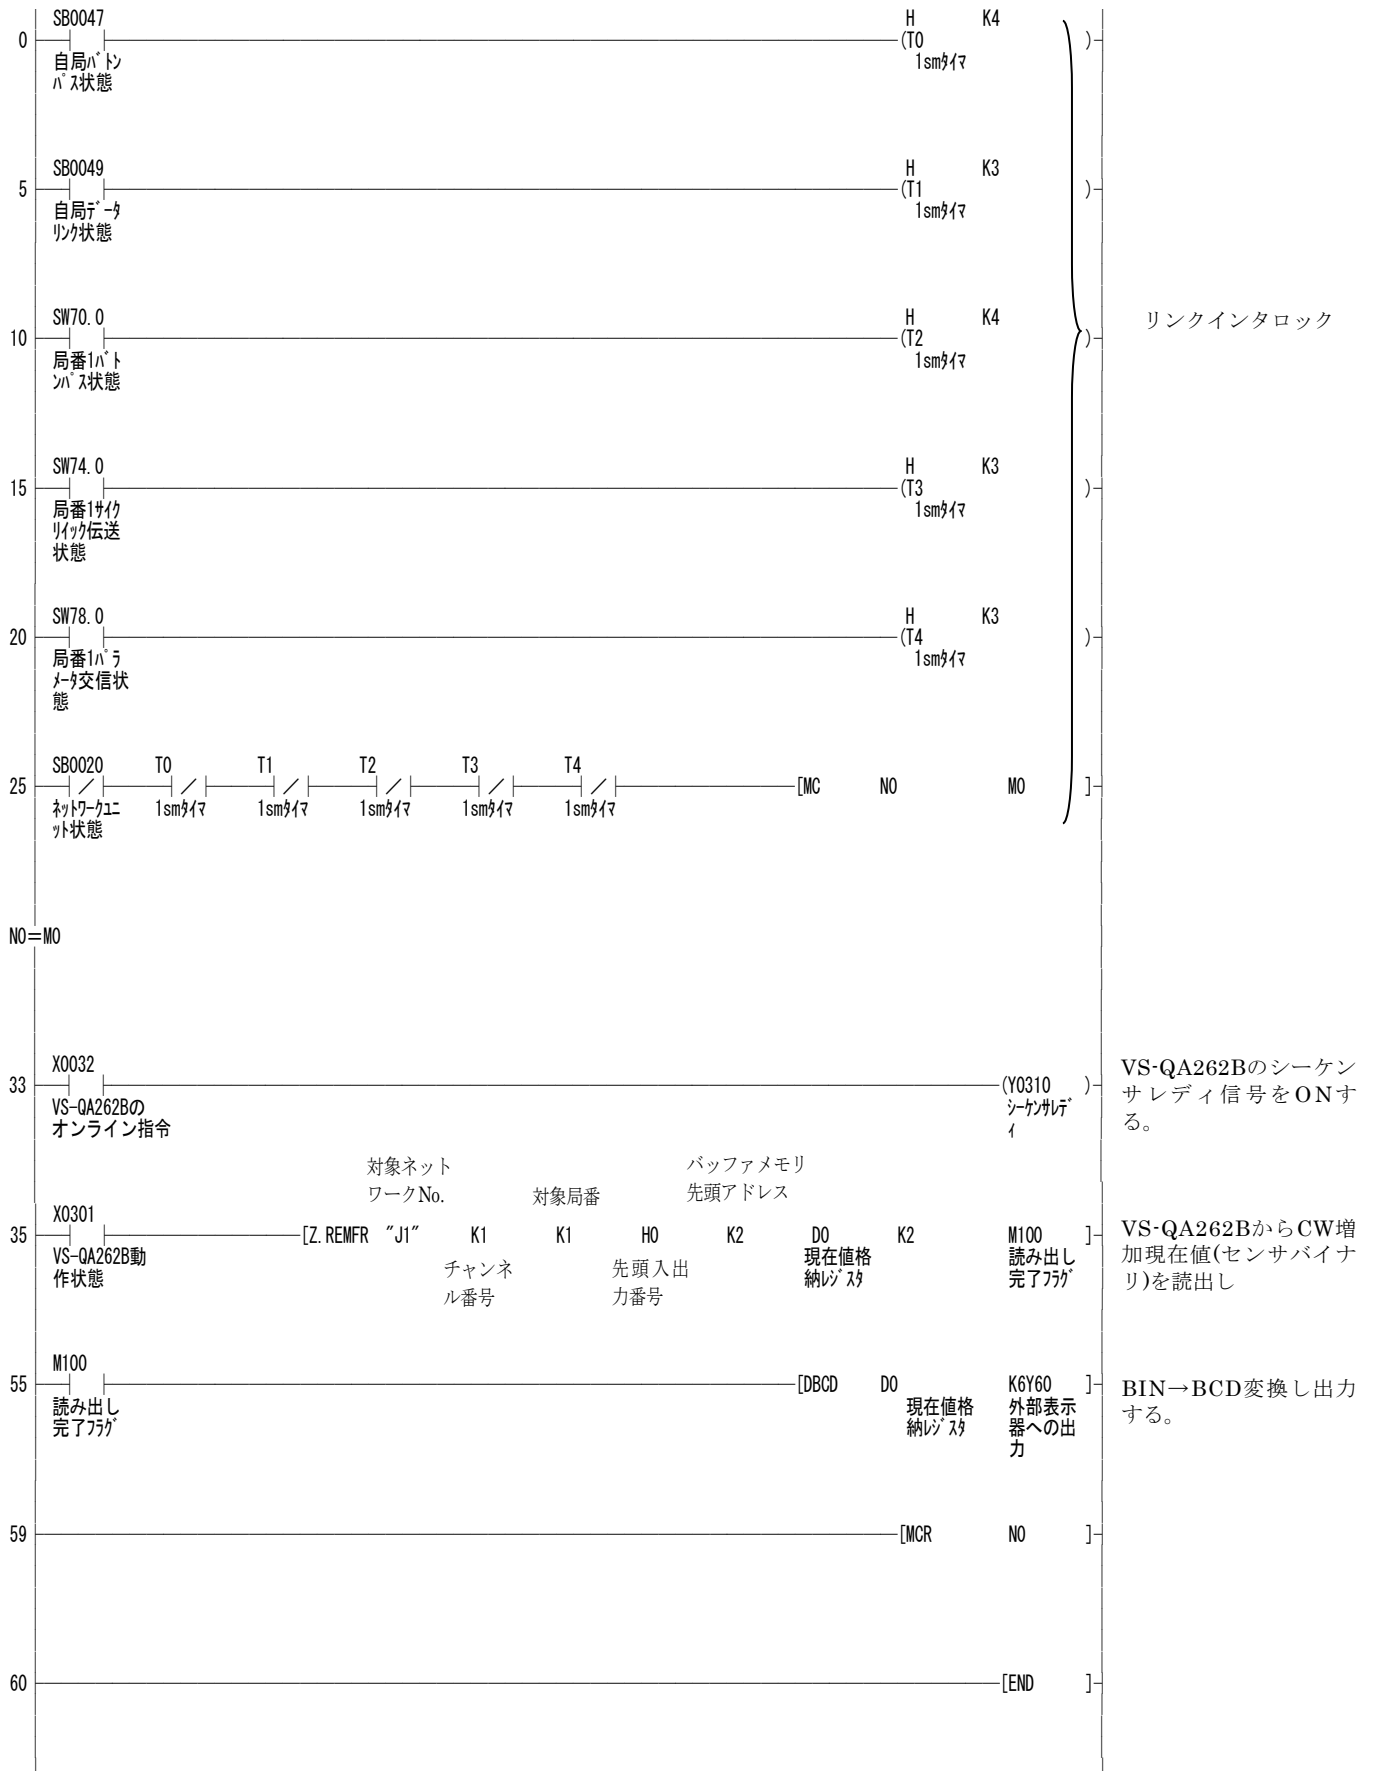 SB0047 H K4
0 (T0 )
自局バトン 1smタイマ
パス状態
SB0049 H K3
5 (T1 )
自局データ 1smタイマ
リンク状態
SW70.0 H K4
10 (T2 )
局番1バト 1smタイマ
ンパス状態
リンクインタロック
SW74.0 H K3
15 (T3 )
局番1サイク 1smタイマ
リイック伝送
状態
SW78.0 H K3
20 (T4 )
局番1パラ 1smタイマ
メータ交信状
態
SB0020 T0 T1 T2 T3 T4
25 [MC N0 M0 ]
ネットワークユニ 1smタイマ 1smタイマ 1smタイマ 1smタイマ 1smタイマ
ット状態
N0=M0
X0032
33 (Y0310 )
VS-QA262Bの シーケンサレデ
オンライン指令 ィ
VS-QA262Bのシーケン
サレディ信号をONす
る。
対象ネット バッファメモリ
ワークNo. 対象局番 先頭アドレス
X0301
35 [Z.REMFR "J1" K1 K1 H0 K2 D0 K2 M100 ]
VS-QA262B動 現在値格 読み出し
作状態 納レジスタ 完了フラグ
チャンネ 先頭入出
ル番号 力番号
VS-QA262BからCW増
加現在値(センサバイナ
リ)を読出し
M100
55 [DBCD D0 K6Y60 ]
読み出し 現在値格 外部表示
完了フラグ 納レジスタ 器への出
力
BIN→BCD変換し出力
する。
59 [MCR N0 ]
60 [END ]